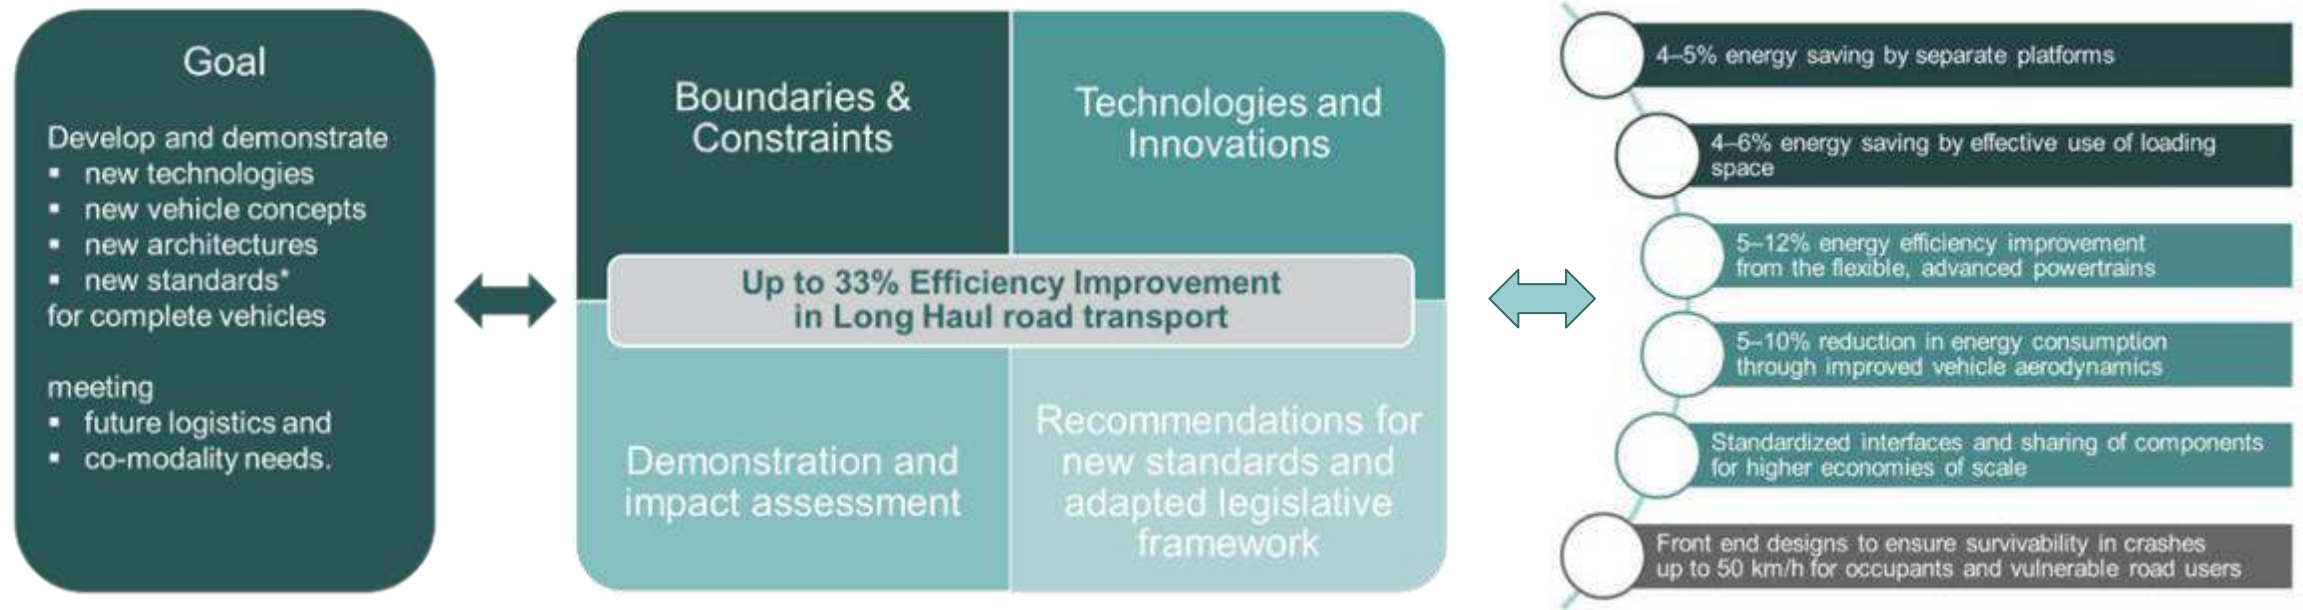 Goal
Develop and demonstrate
▪ new technologies
▪ new vehicle concepts
▪ new architectures
▪ new standards*
for complete vehicles
meeting
▪ future logistics and
▪ co-modality needs.
Boundaries &
Constraints
Technologies and
Innovations
Up to 33% Efficiency Improvement
in Long Haul road transport
Demonstration and
impact assessment
Recommendations for
new standards and
adapted legislative
framework
4–5% energy saving by separate platforms
4–6% energy saving by effective use of loading
space
5–12% energy efficiency improvement
from the flexible, advanced powertrains
5–10% reduction in energy consumption
through improved vehicle aerodynamics
Standardized interfaces and sharing of components
for higher economies of scale
Front end designs to ensure survivability in crashes
up to 50 km/h for occupants and vulnerable road users